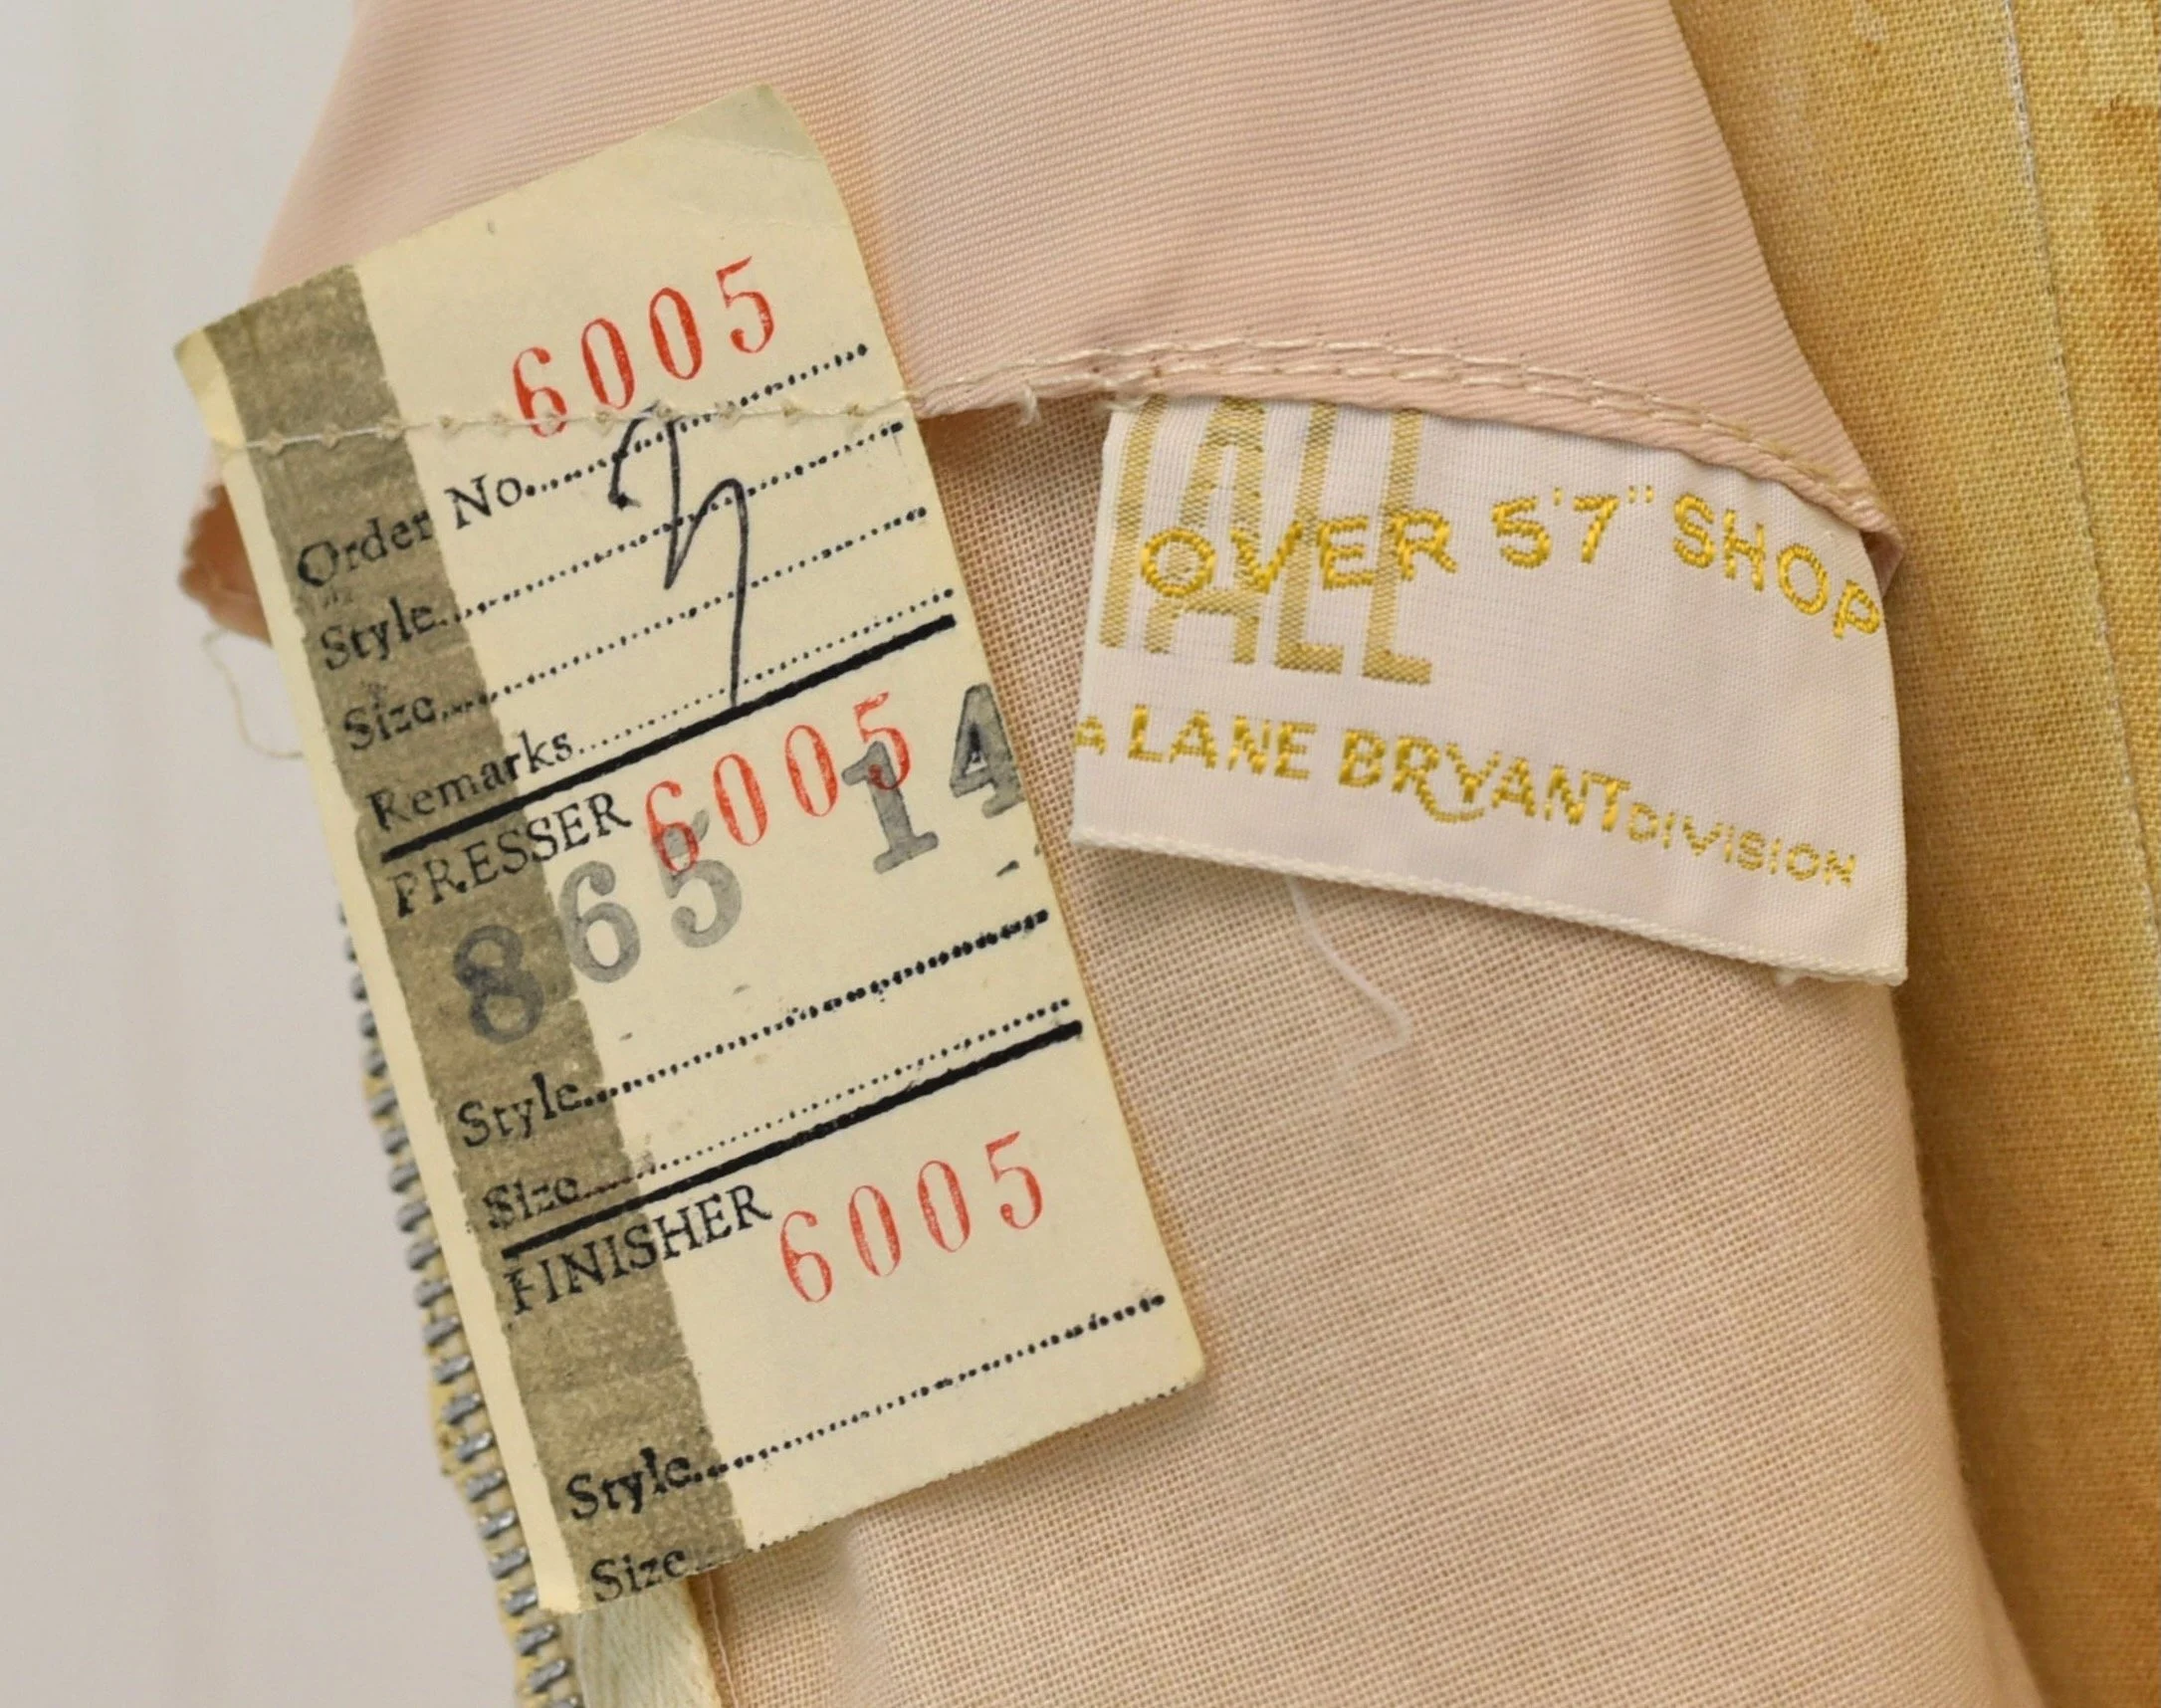 6005
Order No.
Style
Size
Remarks
PRESSER 6005
865 14
Style
Size
FINISHER 6005
Style
Size
TALL
OVER 5'7" SHOP
A LANE BRYANT DIVISION